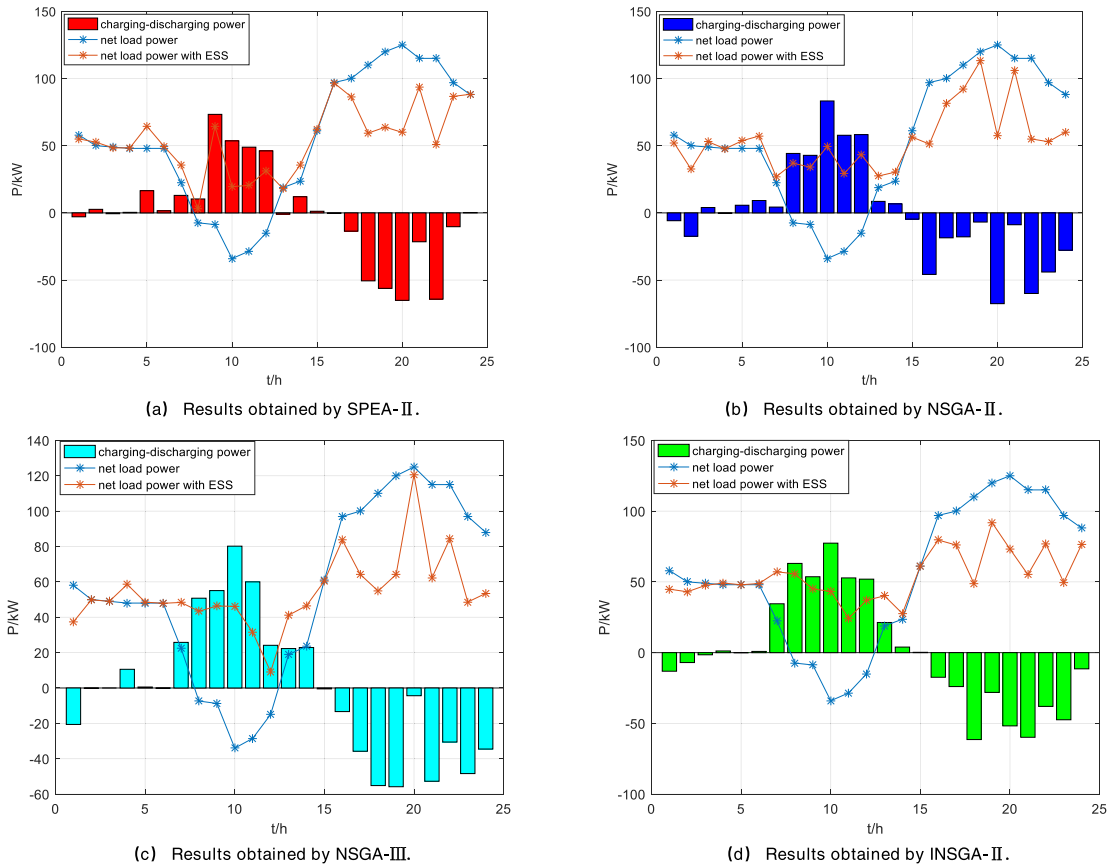 charging-discharging power
net load power
net load power with ESS
150
100
50
0
-50
-100
P/kW
0
5
10
15
20
25
t/h
(a) Results obtained by SPEA-Ⅱ.
charging-discharging power
net load power
net load power with ESS
150
100
50
0
-50
-100
P/kW
0
5
10
15
20
25
t/h
(b) Results obtained by NSGA-Ⅱ.
charging-discharging power
net load power
net load power with ESS
140
120
100
80
60
40
20
0
-20
-40
-60
P/kW
0
5
10
15
20
25
t/h
(c) Results obtained by NSGA-Ⅲ.
charging-discharging power
net load power
net load power with ESS
150
100
50
0
-50
-100
P/kW
0
5
10
15
20
25
t/h
(d) Results obtained by INSGA-Ⅱ.